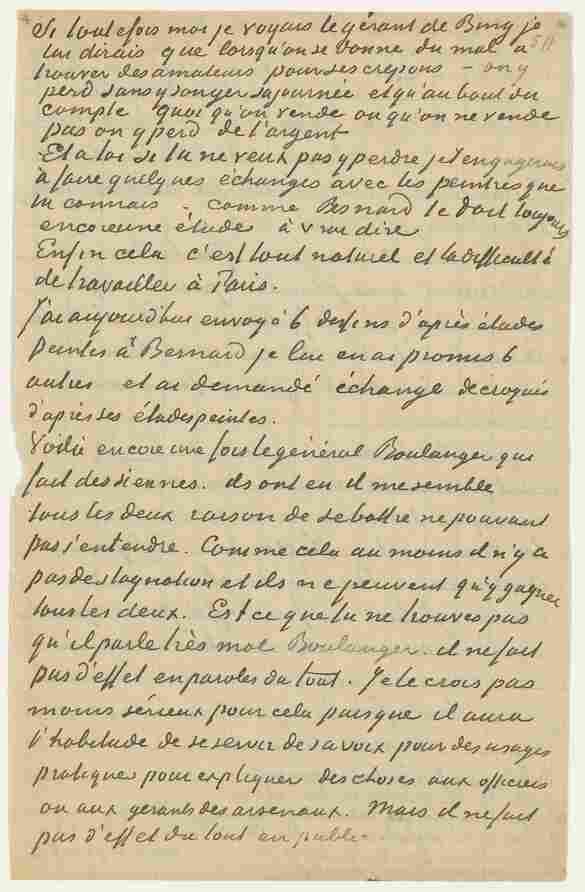 Si toutefois moi je voyais le gérant de Bing je
lui dirais que lorsqu'on se donne du mal à
trouver des amateurs pour ses crepons – on y
perd sans y songer sa journée et qu'au bout du
compte quoi qu'on vende ou qu'on ne vende
pas on y perd de l'argent
Et a toi si tu ne veux pas y perdre je t'engagerais
à faire quelques échanges avec les peintres que
tu connais – comme Bernard te doit toujours
encore une études à vrai dire
Enfin cela c'est tout naturel et la difficulté
de travailler à Paris.
J'ai aujourd'hui envoyé 6 dessins d'après études
peintes à Bernard je lui en ai promis 6
autres et ai demandé échange de croquis
d'après ses études peintes.
Voilà encore une fois le général Boulanger qui
fait des siennes. ils ont eu il me semble
tous les deux raison de se battre ne pouvant
pas s'entendre. Comme cela au moins il n'y a
pas de stagnation et ils ne peuvent qu'y gagner
tous les deux. Est ce que tu ne trouves pas
qu'il parle très mal Boulanger. il ne fait
pas d'effet en paroles du tout. Je le crois pas
moins sérieux pour cela puisque il aura
l'habitude de se servir de sa voix pour des usages
pratiques pour expliquer des choses aux officiers
ou aux gérants des arsenaux. Mais il ne fait
pas d'effet du tout en public.